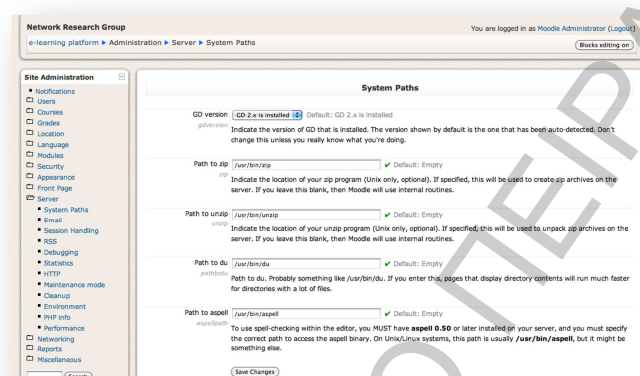 Network Research Group
You are logged in as Moodle Administrator (Logout)
e-learning platform ► Administration ► Server ► System Paths
Blocks editing on
Site Administration
Notifications
Users
Courses
Grades
Location
Language
Modules
Security
Appearance
Front Page
Server
System Paths
Email
Session Handling
RSS
Debugging
Statistics
HTTP
Maintenance mode
Cleanup
Environment
PHP info
Performance
Networking
Reports
Miscellaneous
Search
System Paths
GD version GD 2.x is installed Default: GD 2.x is installed
gdversion
Indicate the version of GD that is installed. The version shown by default is the one that has been auto-detected. Don't
change this unless you really know what you're doing.
Path to zip /usr/bin/zip ✔ Default: Empty
zip
Indicate the location of your zip program (Unix only, optional). If specified, this will be used to create zip archives on the
server. If you leave this blank, then Moodle will use internal routines.
Path to unzip /usr/bin/unzip ✔ Default: Empty
unzip
Indicate the location of your unzip program (Unix only, optional). If specified, this will be used to unpack zip archives on the
server. If you leave this blank, then Moodle will use internal routines.
Path to du /usr/bin/du ✔ Default: Empty
pathtodu
Path to du. Probably something like /usr/bin/du. If you enter this, pages that display directory contents will run much faster
for directories with a lot of files.
Path to aspell /usr/bin/aspell ✔ Default: Empty
aspellpath
To use spell-checking within the editor, you MUST have aspell 0.50 or later installed on your server, and you must specify
the correct path to access the aspell binary. On Unix/Linux systems, this path is usually /usr/bin/aspell, but it might be
something else.
Save Changes